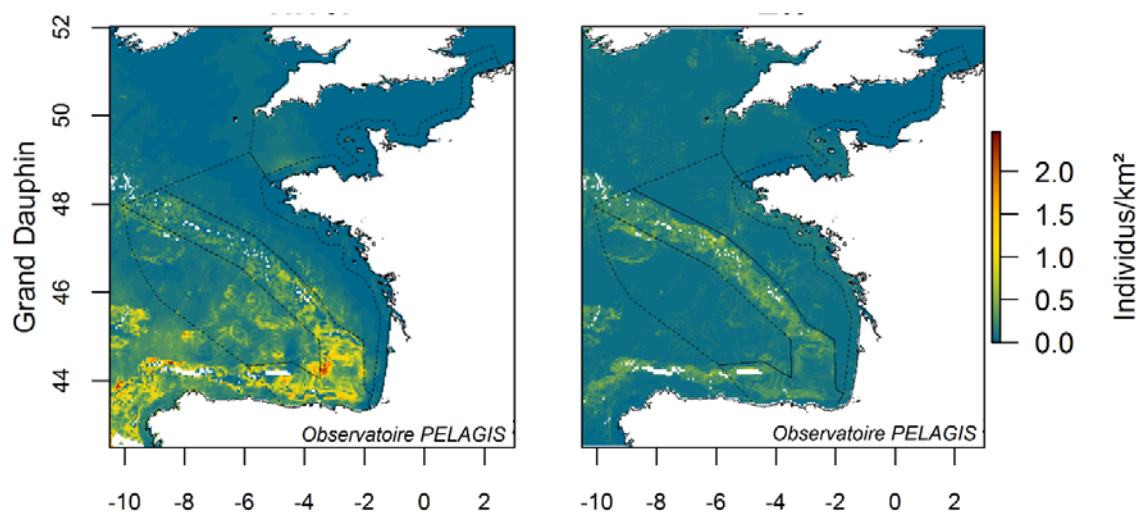 52
50
48
46
44
Grand Dauphin
Observatoire PELAGIS
-10 -8 -6 -4 -2 0 2
Observatoire PELAGIS
-10 -8 -6 -4 -2 0 2
2.0
1.5
1.0
0.5
0.0
Individus/km²